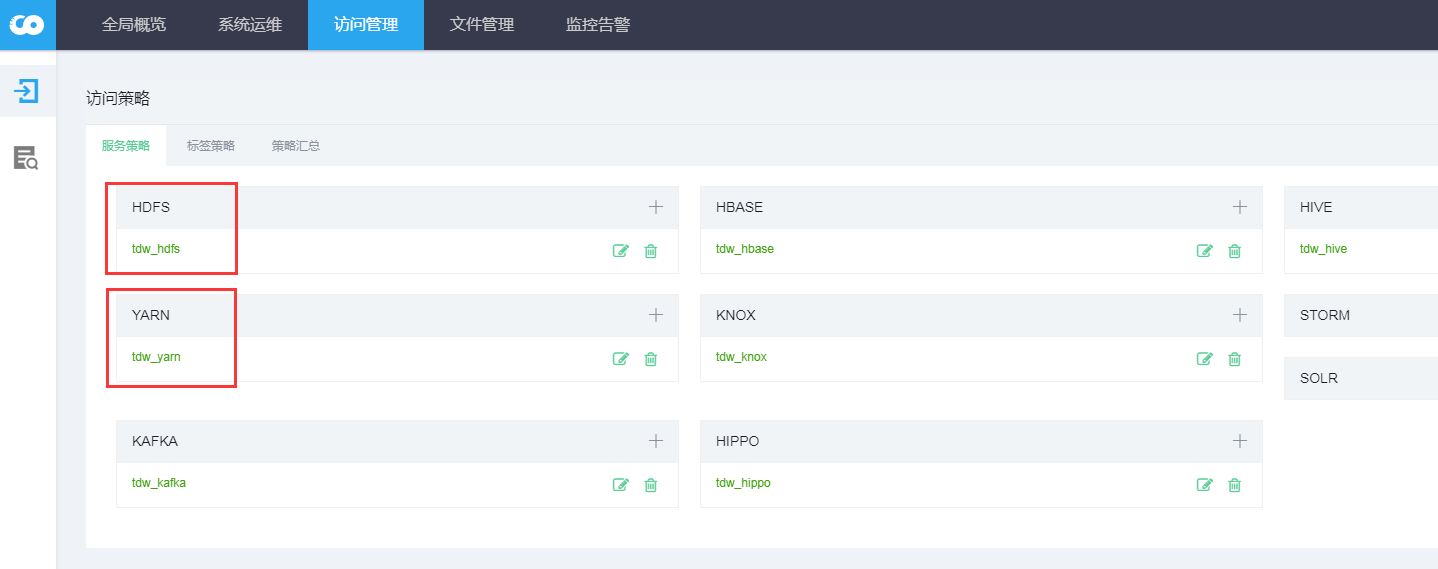 全局概览 系统运维 访问管理 文件管理 监控告警
访问策略
服务策略 标签策略 策略汇总
HDFS HBASE HIVE
tdw_hdfs tdw_hbase tdw_hive
YARN KNOX STORM
tdw_yarn tdw_knox
SOLR
KAFKA HIPPO
tdw_kafka tdw_hippo